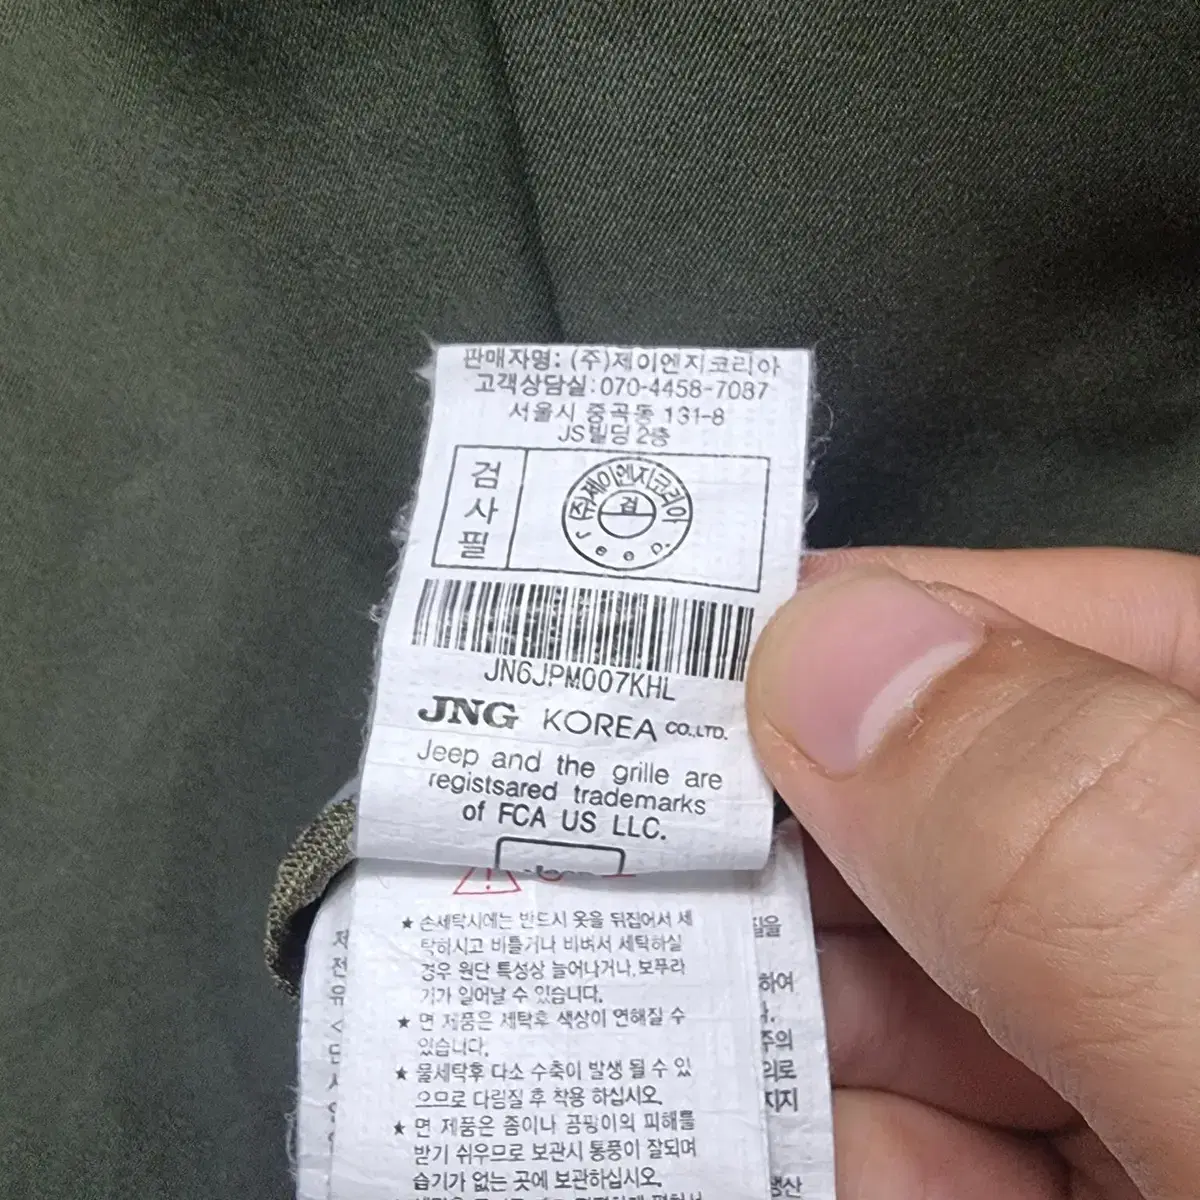 판매자명: (주)제이엔지코리아
고객상담실:070-4458-7087
서울시 중곡동 131-8
JS빌딩 2층
검
사
필
(주)제이엔지코리아
검
Jeep.
JN6JPM007KHL
JNG KOREA CO.,LTD.
Jeep and the grille are
registsared trademarks
of FCA US LLC.
★ 손세탁시에는 반드시 옷을 뒤집어서 세
탁하시고 비틀거나 비벼서 세탁하실
경우 원단 특성상 늘어나거나,보푸라
기가 일어날 수 있습니다.
★ 면 제품은 세탁후 색상이 연해질 수
있습니다.
★ 물세탁후 다소 수축이 발생 될 수 있
으므로 다림질 후 착용 하십시오.
★ 면 제품은 좀이나 곰팡이의 피해를
받기 쉬우므로 보관시 통풍이 잘되며
습기가 없는 곳에 보관하십시오.